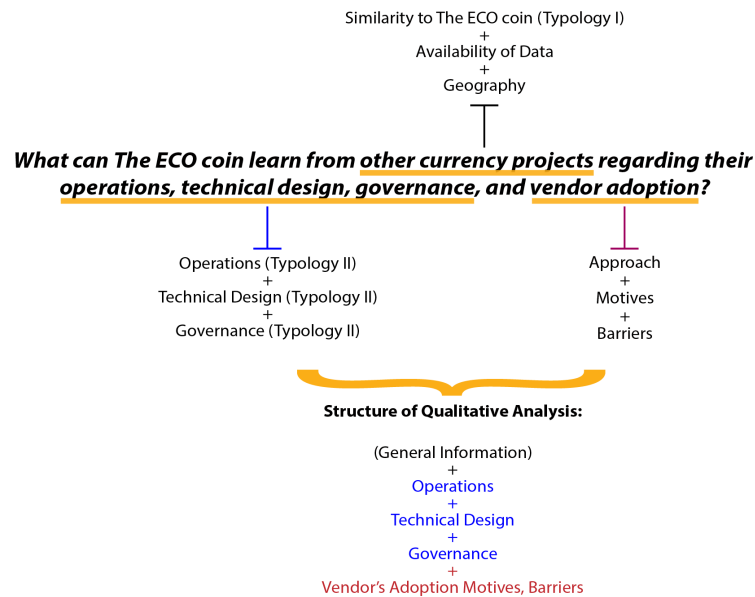 Similarity to The ECO coin (Typology I)
+
Availability of Data
+
Geography
What can The ECO coin learn from other currency projects regarding their
operations, technical design, governance, and vendor adoption?
Operations (Typology II)
+
Technical Design (Typology II)
+
Governance (Typology II)
Approach
+
Motives
+
Barriers
Structure of Qualitative Analysis:
(General Information)
+
Operations
+
Technical Design
+
Governance
+
Vendor’s Adoption Motives, Barriers